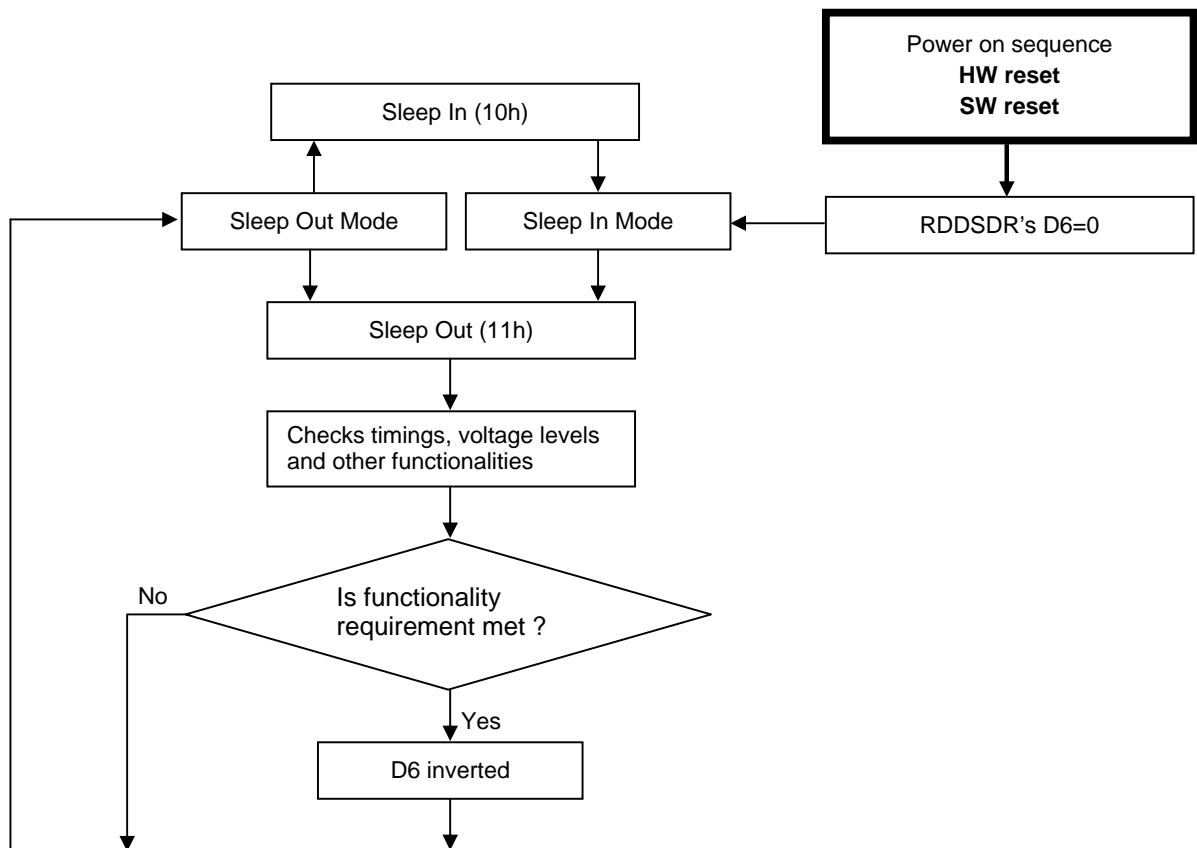 Power on sequence
HW reset
SW reset
Sleep In (10h)
Sleep Out Mode
Sleep In Mode
RDDSDR's D6=0
Sleep Out (11h)
Checks timings, voltage levels
and other functionalities
No
Is functionality
requirement met ?
Yes
D6 inverted